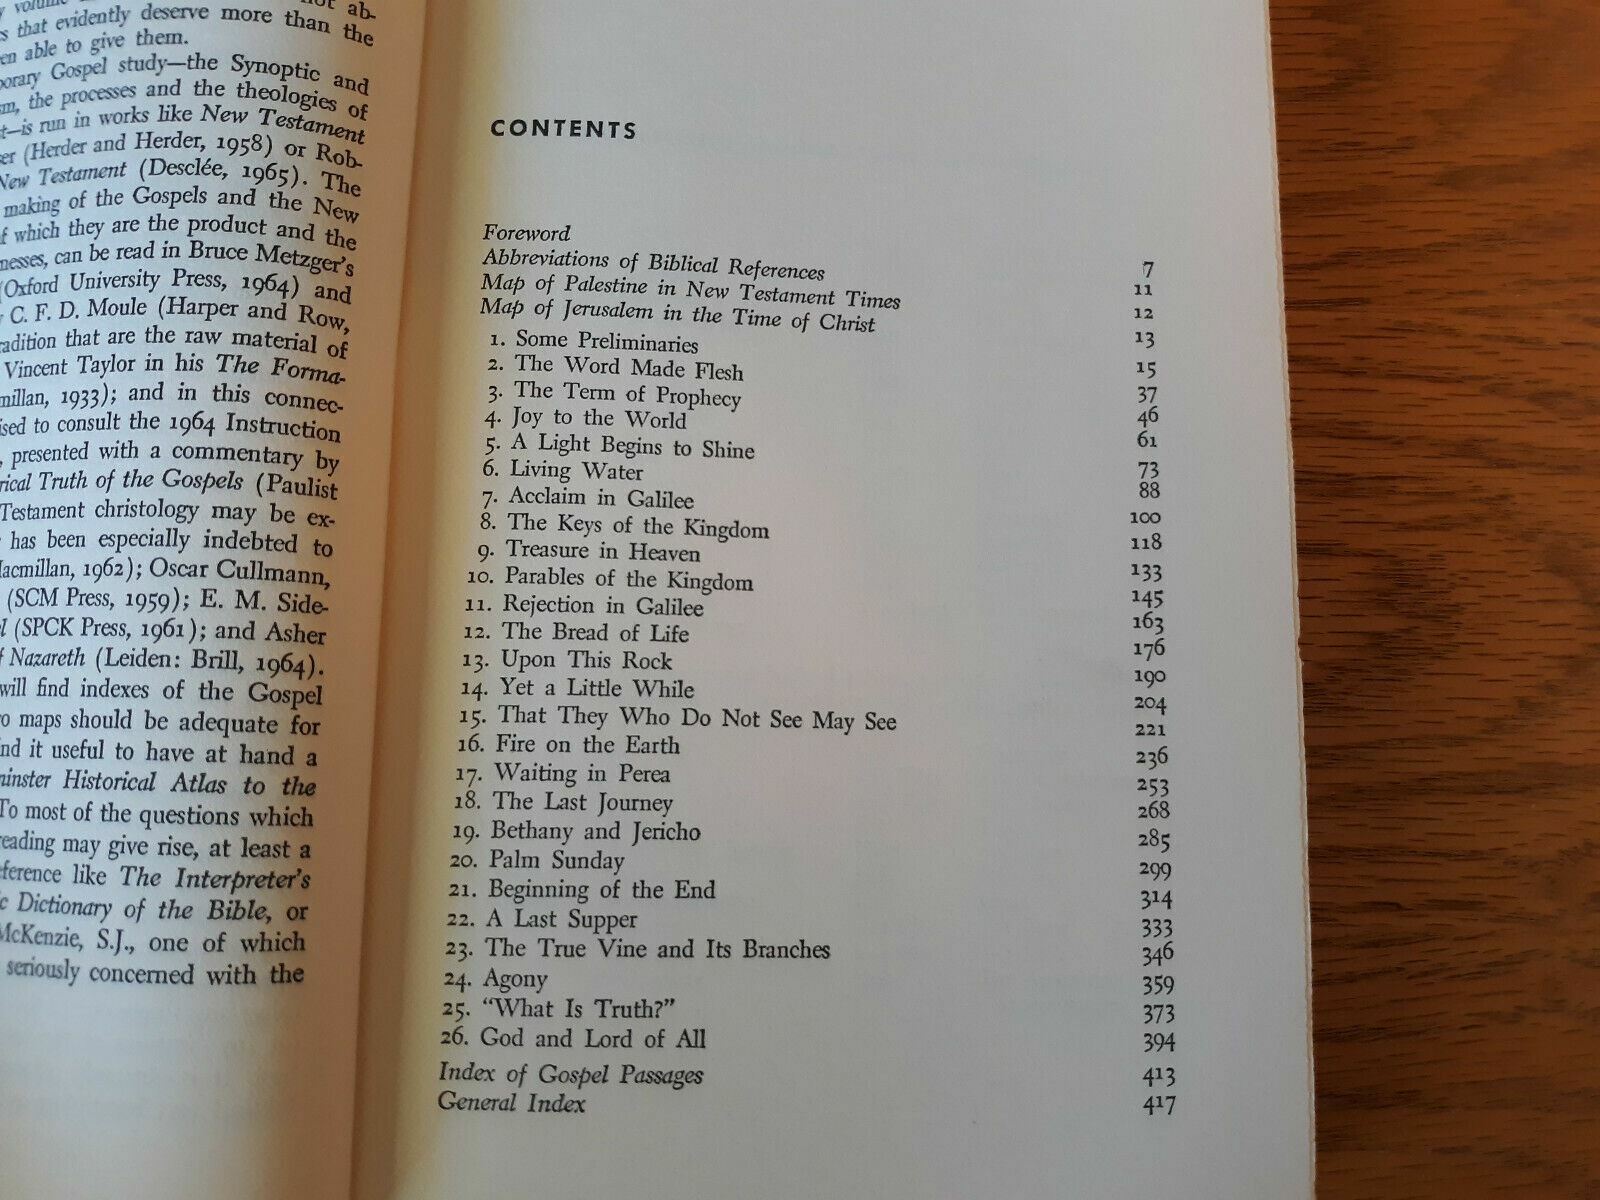 volume
not ab-
s that evidently deserve more than the
en able to give them.
porary Gospel study—the Synoptic and
sm, the processes and the theologies of
t—is run in works like New Testament
er (Herder and Herder, 1958) or Rob-
New Testament (Desclée, 1965). The
making of the Gospels and the New
f which they are the product and the
nesses, can be read in Bruce Metzger's
(Oxford University Press, 1964) and
C. F. D. Moule (Harper and Row,
adition that are the raw material of
Vincent Taylor in his The Forma-
millan, 1933); and in this connec-
ised to consult the 1964 Instruction
, presented with a commentary by
rical Truth of the Gospels (Paulist
Testament christology may be ex-
has been especially indebted to
Macmillan, 1962); Oscar Cullmann,
(SCM Press, 1959); E. M. Side-
l (SPCK Press, 1961); and Asher
f Nazareth (Leiden: Brill, 1964).
will find indexes of the Gospel
o maps should be adequate for
nd it useful to have at hand a
minster Historical Atlas to the
To most of the questions which
reading may give rise, at least a
eference like The Interpreter's
c Dictionary of the Bible, or
McKenzie, S.J., one of which
seriously concerned with the
CONTENTS
Foreword 7
Abbreviations of Biblical References 11
Map of Palestine in New Testament Times 12
Map of Jerusalem in the Time of Christ 13
1. Some Preliminaries 15
2. The Word Made Flesh 37
3. The Term of Prophecy 46
4. Joy to the World 61
5. A Light Begins to Shine 73
6. Living Water 88
7. Acclaim in Galilee 100
8. The Keys of the Kingdom 118
9. Treasure in Heaven 133
10. Parables of the Kingdom 145
11. Rejection in Galilee 163
12. The Bread of Life 176
13. Upon This Rock 190
14. Yet a Little While 204
15. That They Who Do Not See May See 221
16. Fire on the Earth 236
17. Waiting in Perea 253
18. The Last Journey 268
19. Bethany and Jericho 285
20. Palm Sunday 299
21. Beginning of the End 314
22. A Last Supper 333
23. The True Vine and Its Branches 346
24. Agony 359
25. "What Is Truth?" 373
26. God and Lord of All 394
Index of Gospel Passages 413
General Index 417